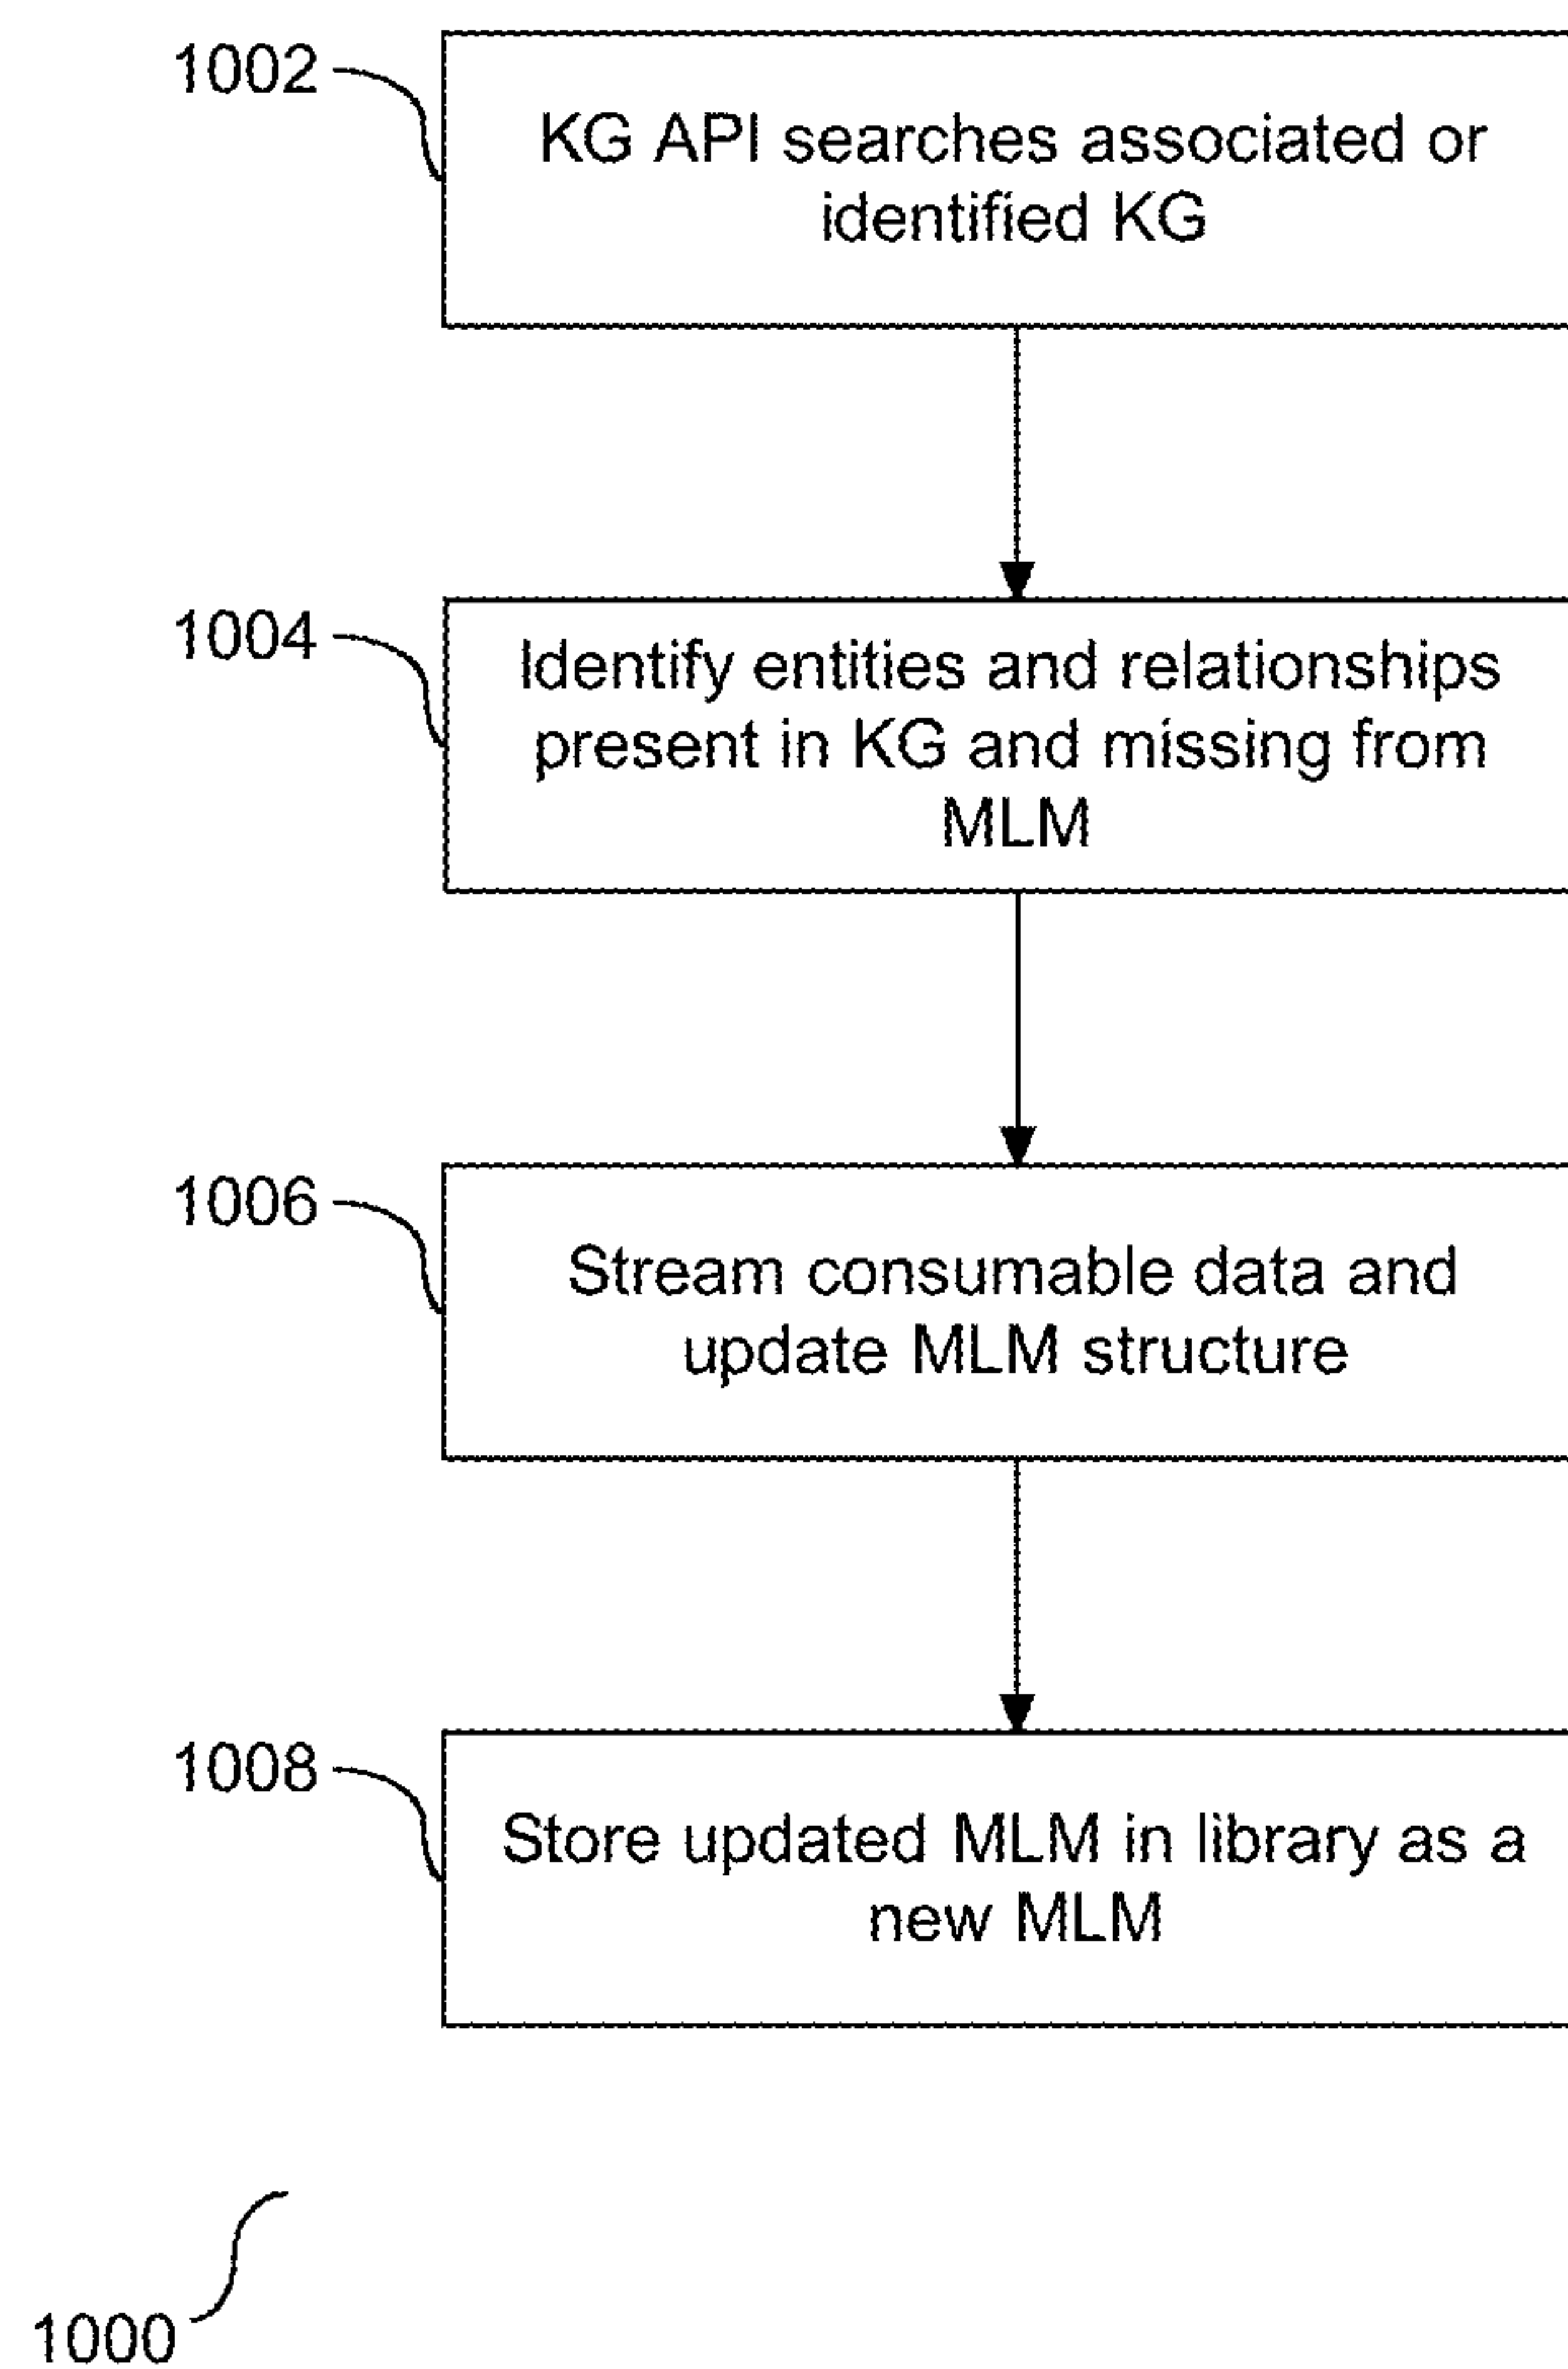 1002
KG API searches associated or
identified KG
1004
Identify entities and relationships
present in KG and missing from
MLM
1006
Stream consumable data and
update MLM structure
1008
Store updated MLM in library as a
new MLM
1000